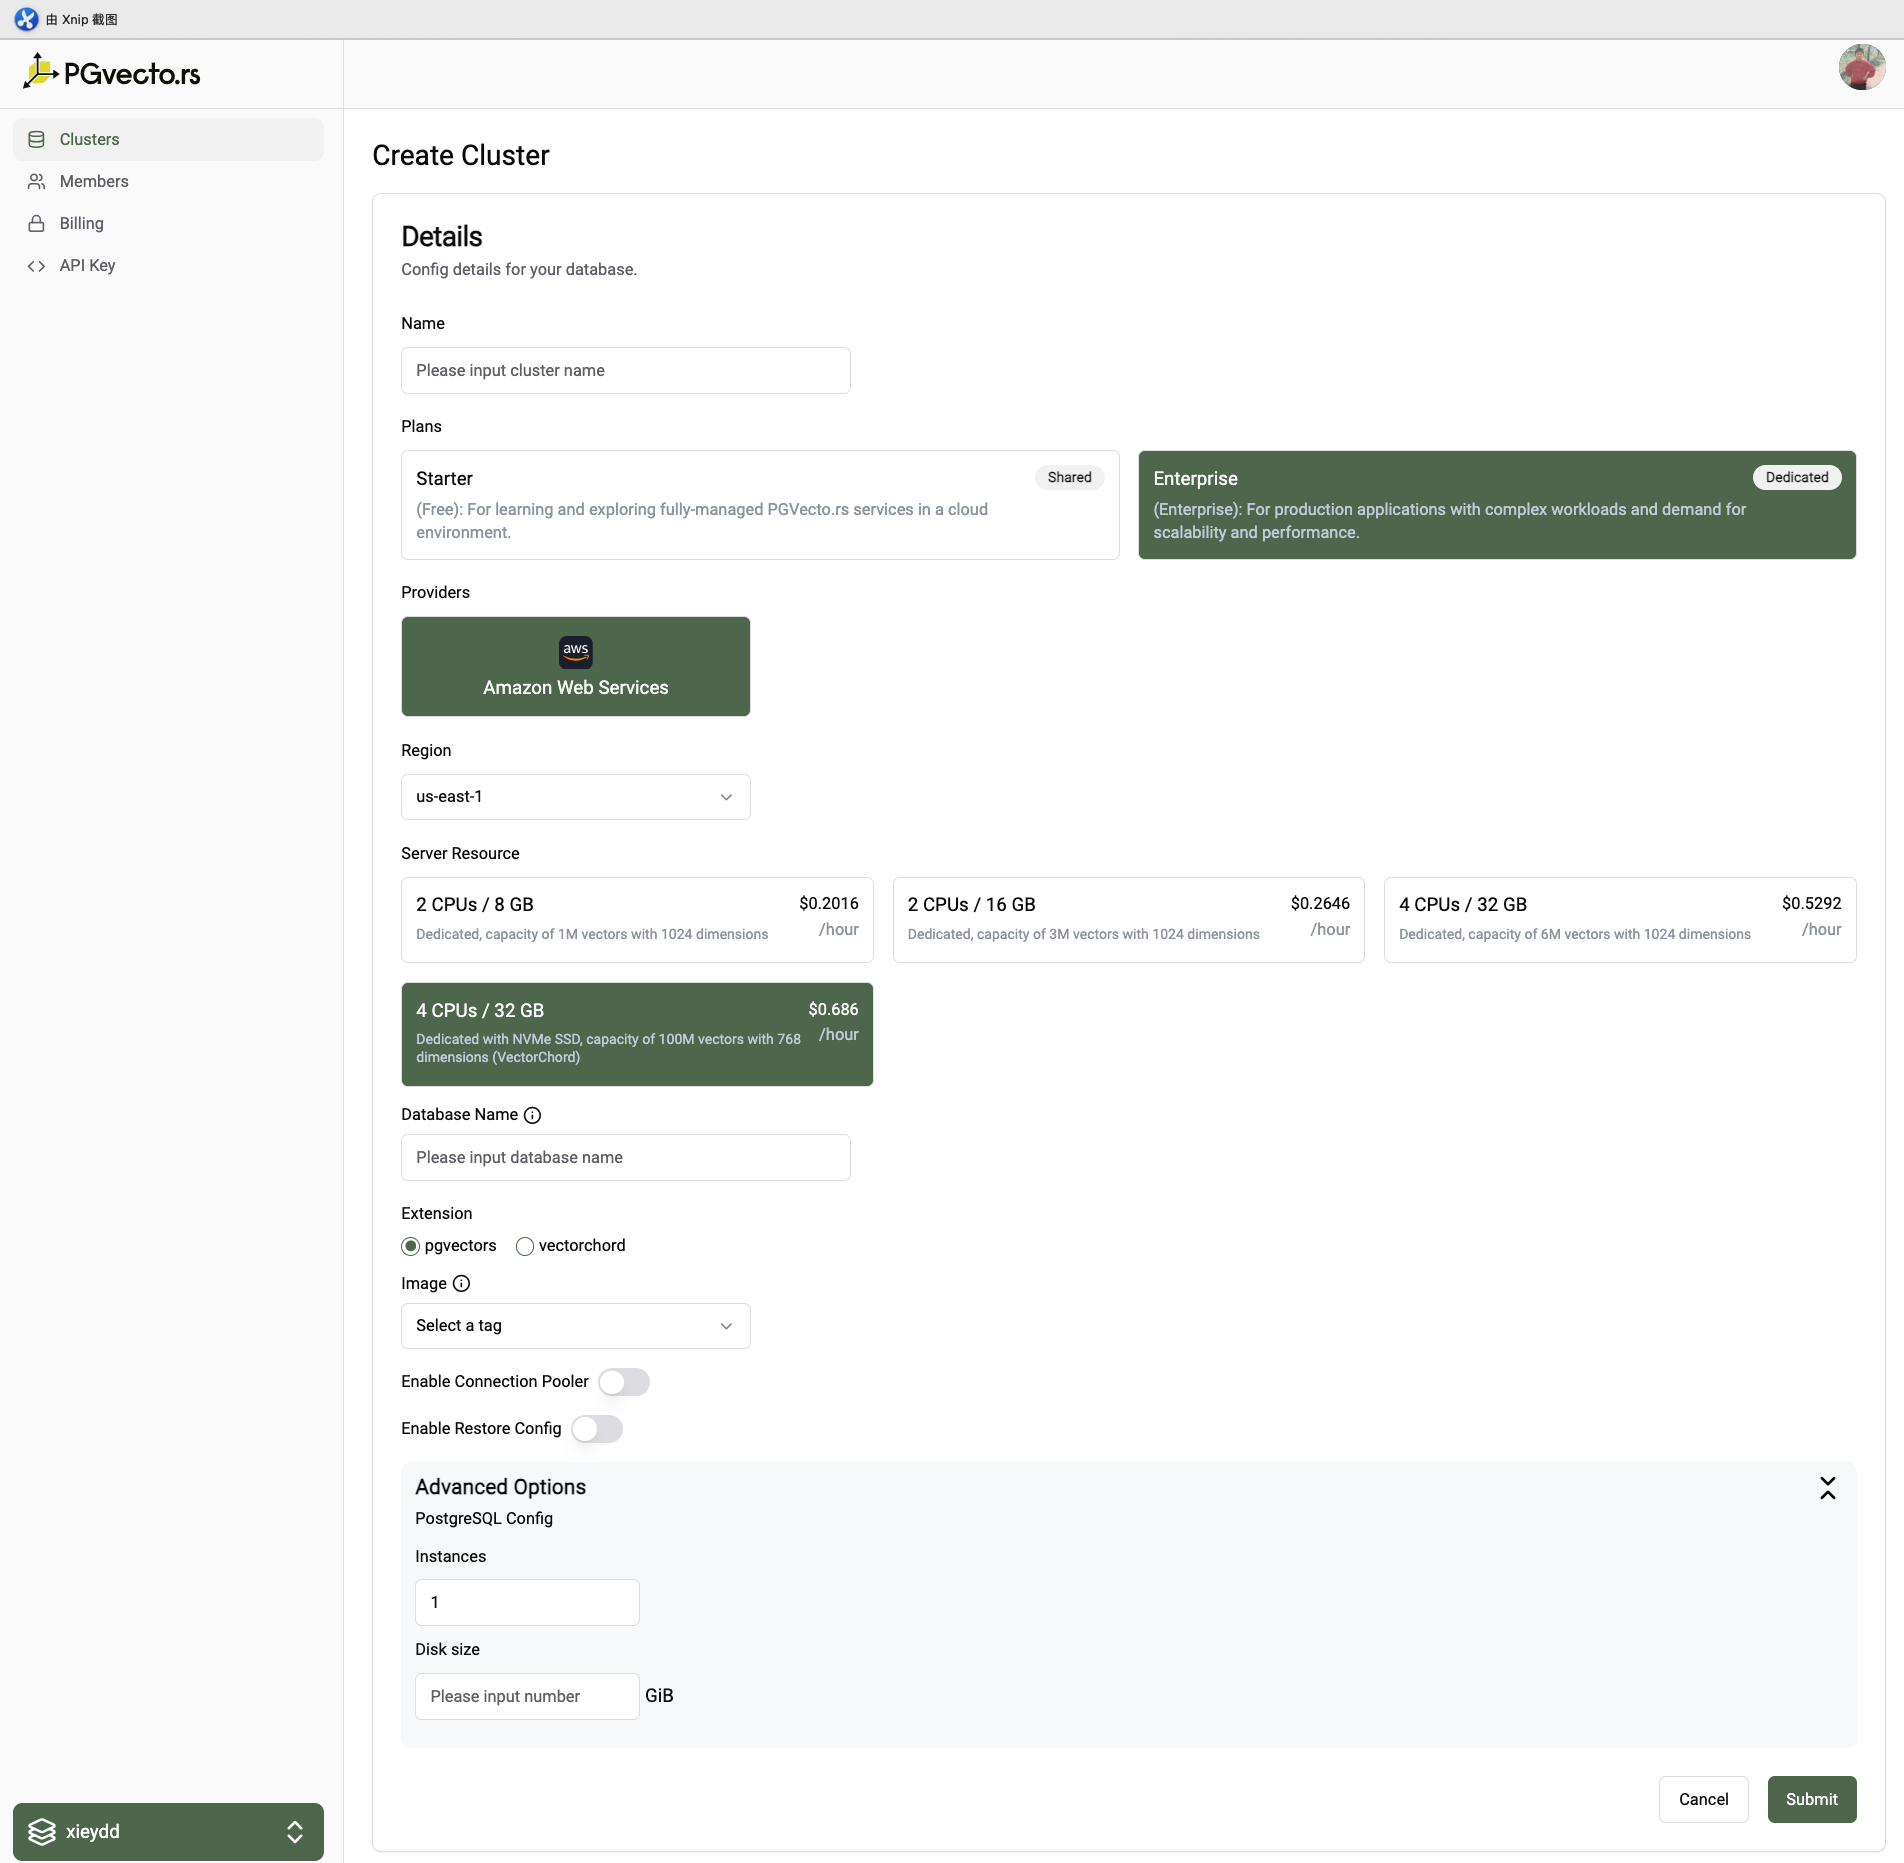 由 Xnip 截图
PGvecto.rs
Clusters
Members
Billing
API Key
Create Cluster
Details
Config details for your database.
Name
Please input cluster name
Plans
Starter
Shared
(Free): For learning and exploring fully-managed PGVecto.rs services in a cloud
environment.
Enterprise
Dedicated
(Enterprise): For production applications with complex workloads and demand for
scalability and performance.
Providers
aws
Amazon Web Services
Region
us-east-1
Server Resource
2 CPUs / 8 GB
$0.2016
Dedicated, capacity of 1M vectors with 1024 dimensions
/hour
2 CPUs / 16 GB
$0.2646
Dedicated, capacity of 3M vectors with 1024 dimensions
/hour
4 CPUs / 32 GB
$0.5292
Dedicated, capacity of 6M vectors with 1024 dimensions
/hour
4 CPUs / 32 GB
$0.686
/hour
Dedicated with NVMe SSD, capacity of 100M vectors with 768
dimensions (VectorChord)
Database Name
Please input database name
Extension
pgvectors
vectorchord
Image
Select a tag
Enable Connection Pooler
Enable Restore Config
Advanced Options
PostgreSQL Config
Instances
1
Disk size
Please input number
GiB
Cancel
Submit
xieydd